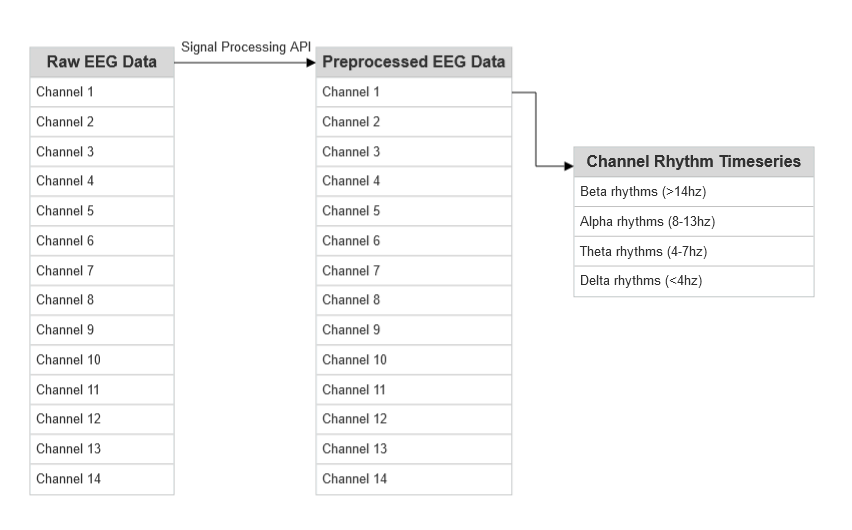 Signal Processing API
Raw EEG Data
Channel 1
Channel 2
Channel 3
Channel 4
Channel 5
Channel 6
Channel 7
Channel 8
Channel 9
Channel 10
Channel 11
Channel 12
Channel 13
Channel 14
Preprocessed EEG Data
Channel 1
Channel 2
Channel 3
Channel 4
Channel 5
Channel 6
Channel 7
Channel 8
Channel 9
Channel 10
Channel 11
Channel 12
Channel 13
Channel 14
Channel Rhythm Timeseries
Beta rhythms (>14hz)
Alpha rhythms (8-13hz)
Theta rhythms (4-7hz)
Delta rhythms (<4hz)